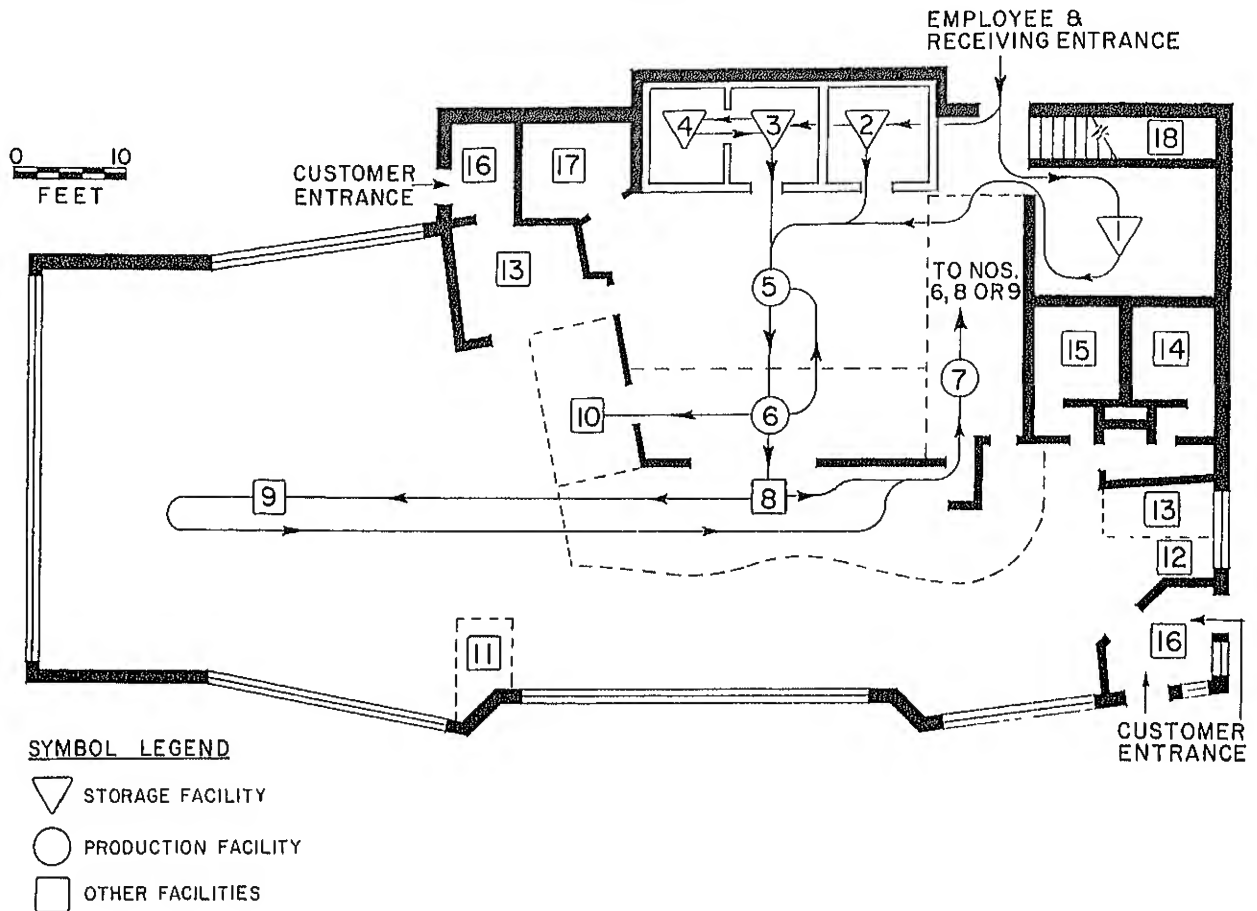 EMPLOYEE &
RECEIVING ENTRANCE
4
3
2
18
16
17
0 10
FEET
CUSTOMER
ENTRANCE
1
13
TO NOS.
6, 8 OR 9
5
15
14
7
10
6
9
8
13
12
16
11
CUSTOMER
ENTRANCE
SYMBOL LEGEND
STORAGE FACILITY
PRODUCTION FACILITY
OTHER FACILITIES